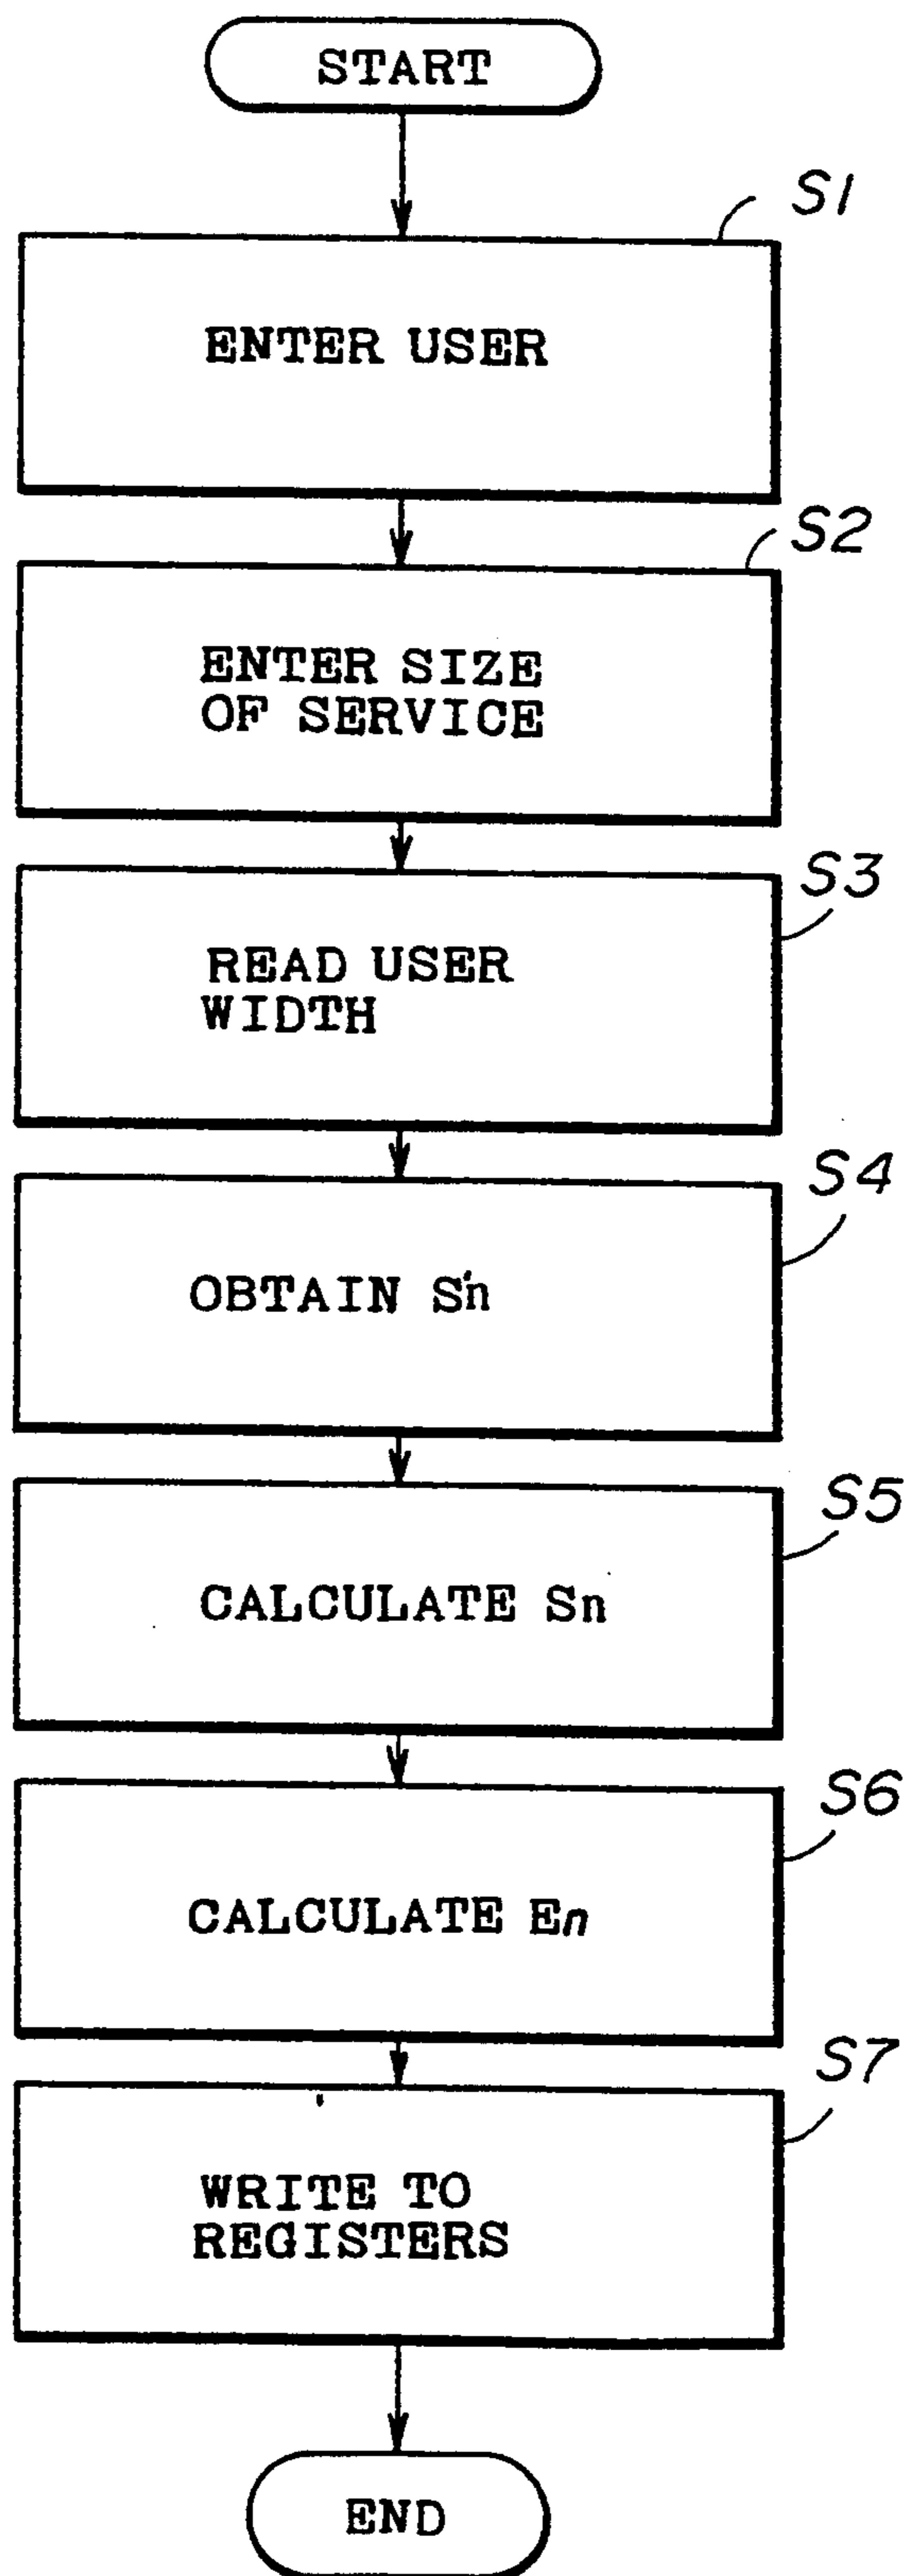 START
S1
ENTER USER
S2
ENTER SIZE
OF SERVICE
S3
READ USER
WIDTH
S4
OBTAIN S'n
S5
CALCULATE Sn
S6
CALCULATE En
S7
WRITE TO
REGISTERS
END